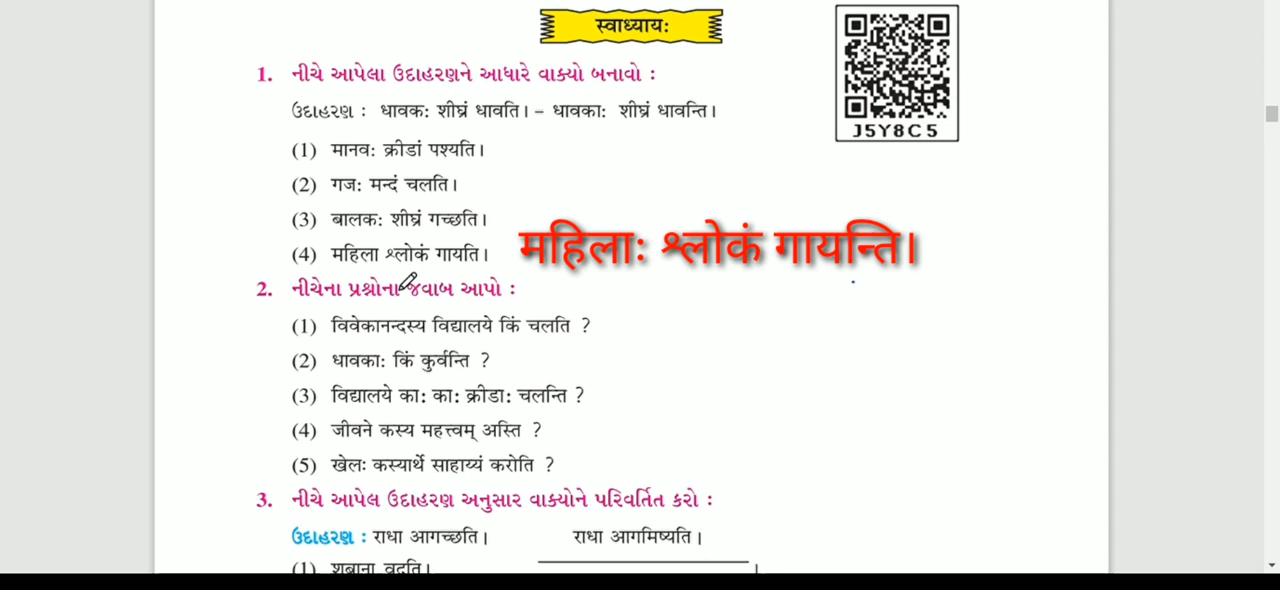 स्वाध्यायः
J5Y8C5
1. નીચે આપેલા ઉદાહરણને આધારે વાક્યો બનાવો :
ઉદાહરણ : धावकः शीघ्रं धावति। – धावकाः शीघ्रं धावन्ति।
(1) मानवः क्रीडां पश्यति।
(2) गजः मन्दं चलति।
(3) बालकः शीघ्रं गच्छति।
(4) महिला श्लोकं गायति। महिलाः श्लोकं गायन्ति।
2. નીચેના પ્રશ્નોના જવાબ આપો :
(1) विवेकानन्दस्य विद्यालये किं चलति ?
(2) धावकाः किं कुर्वन्ति ?
(3) विद्यालये काः काः क्रीडाः चलन्ति ?
(4) जीवने कस्य महत्त्वम् अस्ति ?
(5) खेलः कस्यार्थे साहाय्यं करोति ?
3. નીચે આપેલ ઉદાહરણ અનુસાર વાક્યોને પરિવર્તિત કરો :
ઉદાહરણ : राधा आगच्छति। राधा आगमिष्यति।
(1) शबाना वदति।